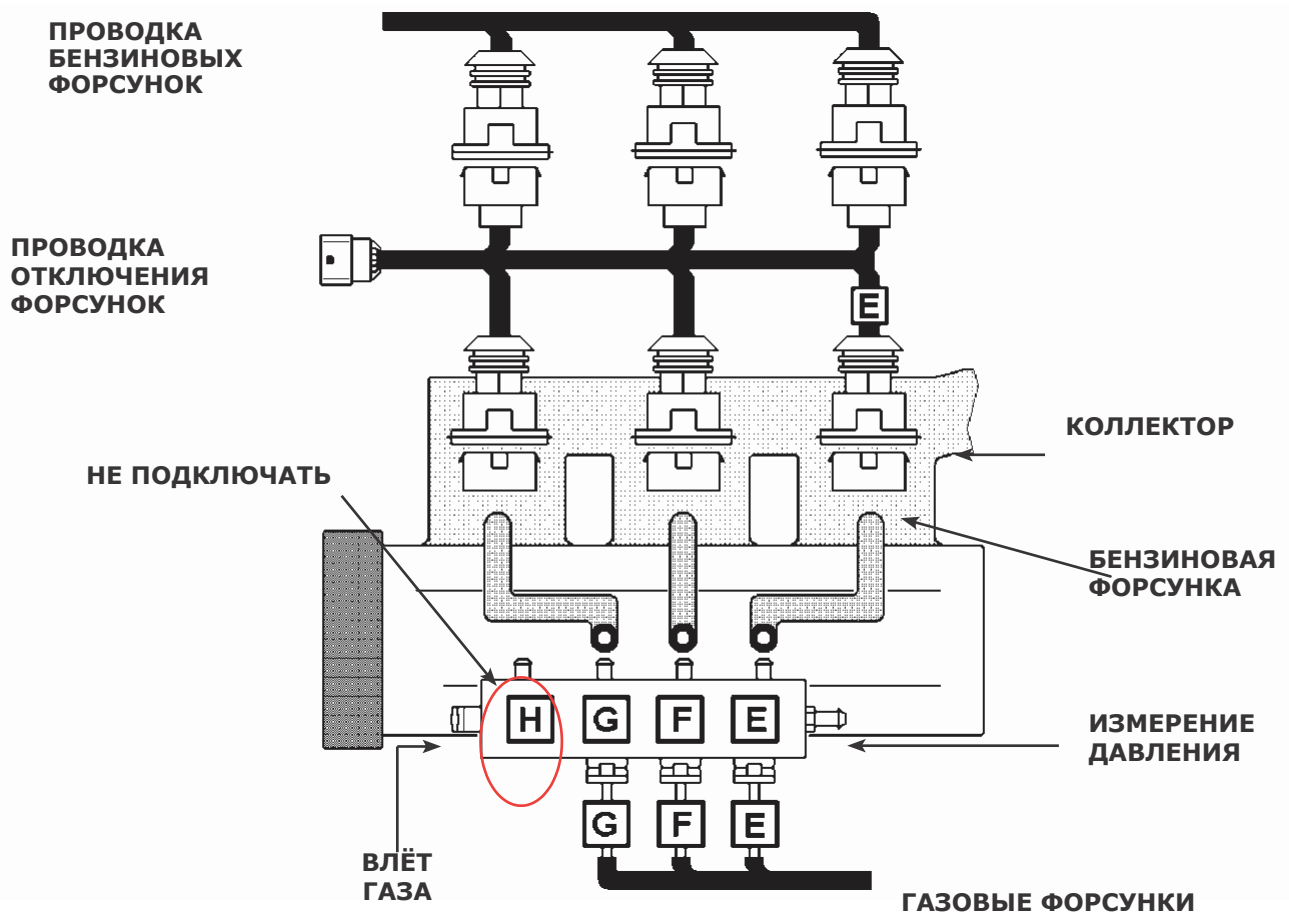 ПРОВОДКА
БЕНЗИНОВЫХ
ФОРСУНОК
ПРОВОДКА
ОТКЛЮЧЕНИЯ
ФОРСУНОК
E
КОЛЛЕКТОР
НЕ ПОДКЛЮЧАТЬ
БЕНЗИНОВАЯ
ФОРСУНКА
H G F E
ИЗМЕРЕНИЕ
ДАВЛЕНИЯ
G F E
ВЛЁТ
ГАЗА
ГАЗОВЫЕ ФОРСУНКИ